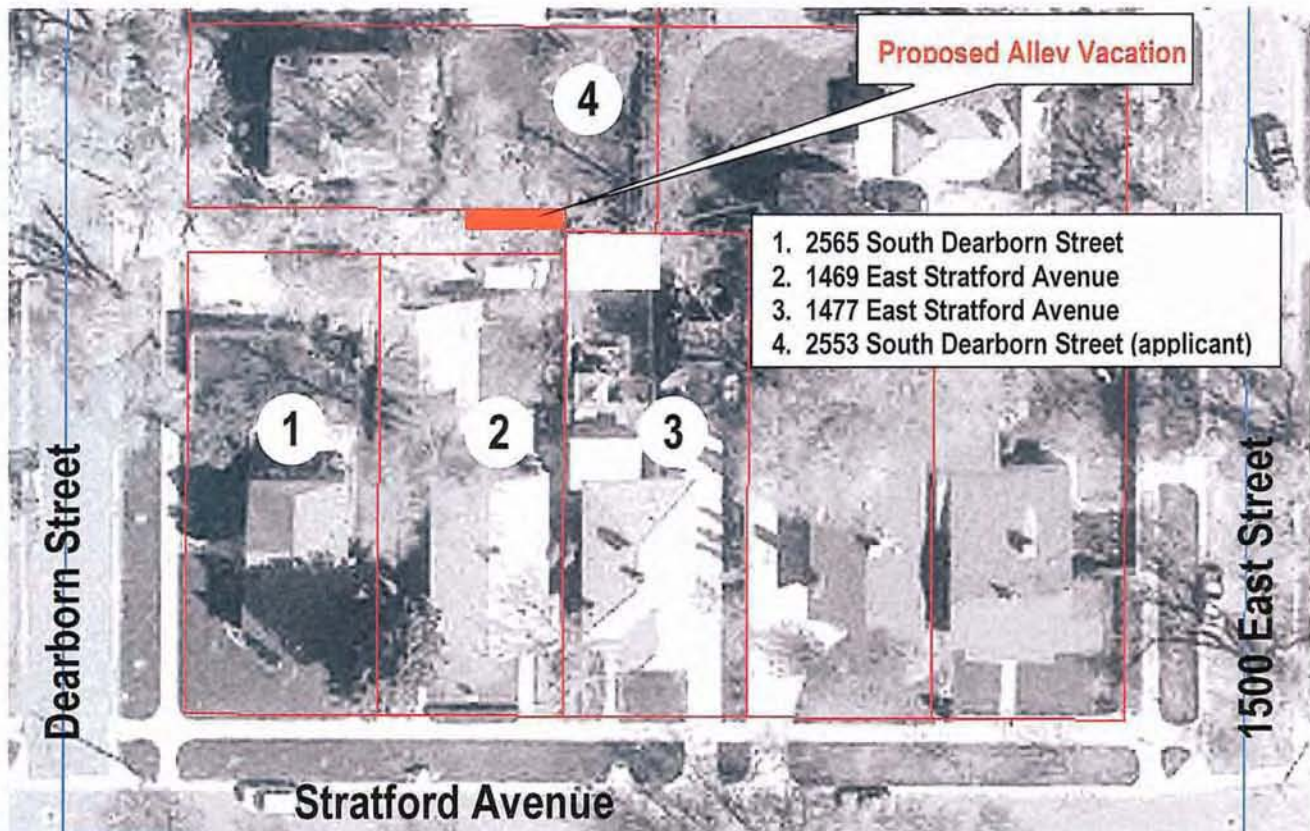 Proposed Alley Vacation
4
1. 2565 South Dearborn Street
2. 1469 East Stratford Avenue
3. 1477 East Stratford Avenue
4. 2553 South Dearborn Street (applicant)
1
2
3
Dearborn Street
1500 East Street
Stratford Avenue